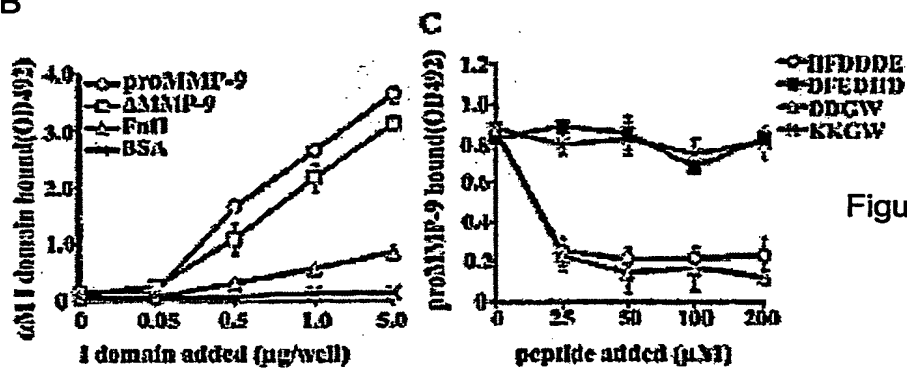 B
αM I domain bound(OD492)
4.0
3.0
2.0
1.0
0
proMMP-9
ΔMMP-9
FnII
BSA
0 0.05 0.5 1.0 5.0
I domain added (µg/well)
C
proMMP-9 bound(OD492)
1.2
1.0
0.8
0.6
0.4
0.2
0
HFDDDE
DFEDHD
DDGW
KKGW
0 25 50 100 200
peptide added (µM)
Figu